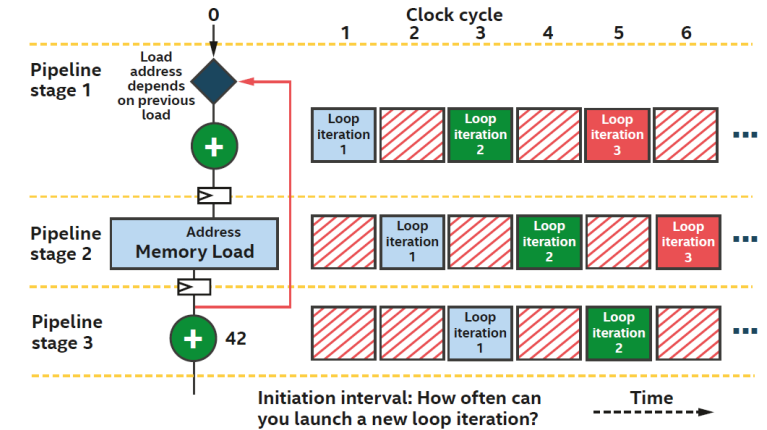 0
Clock cycle
1 2 3 4 5 6
Pipeline
stage 1
Load
address
depends
on previous
load
+
Loop
iteration
1
Loop
iteration
2
Loop
iteration
3
...
Pipeline
stage 2
Address
Memory Load
Loop
iteration
1
Loop
iteration
2
Loop
iteration
3
...
Pipeline
stage 3
+
42
Loop
iteration
1
Loop
iteration
2
...
Initiation interval: How often can
you launch a new loop iteration?
Time